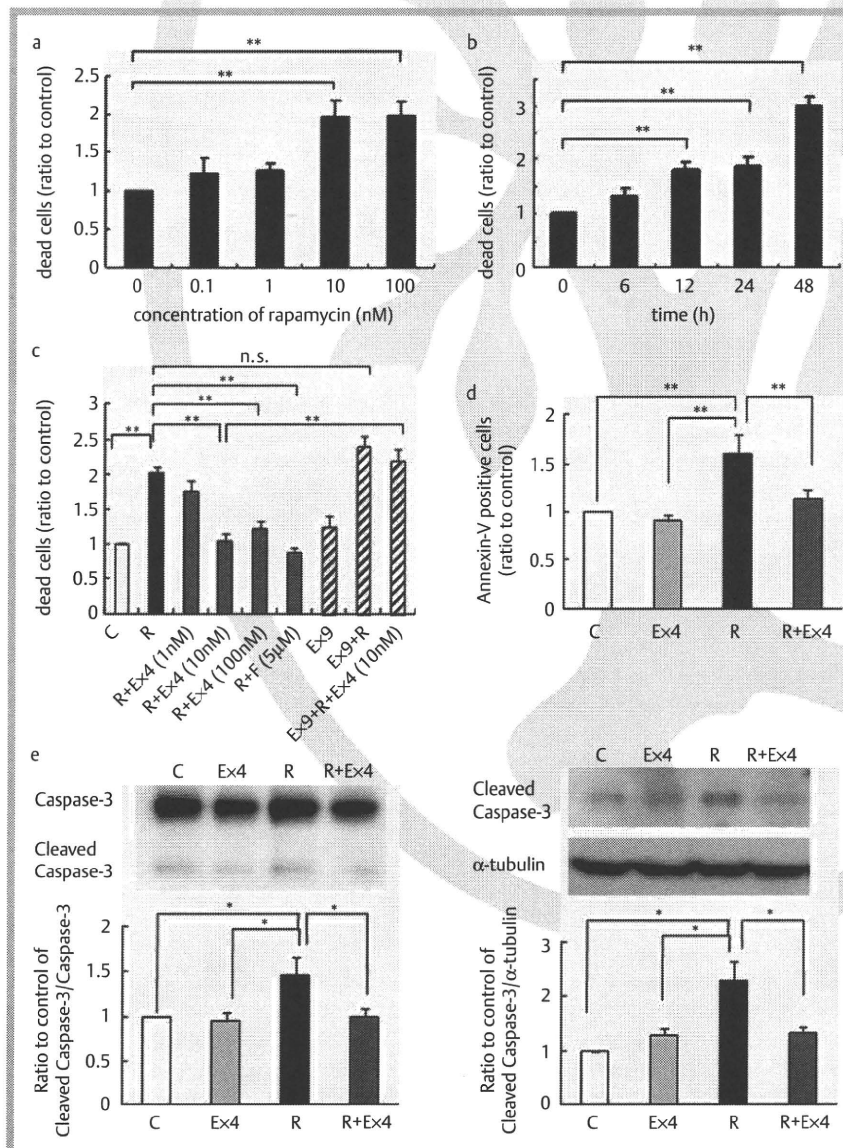 a
**
**
2.5
2
1.5
1
0.5
0
dead cells (ratio to control)
0 0.1 1 10 100
concentration of rapamycin (nM)
b
**
**
**
3
2
1
0
dead cells (ratio to control)
0 6 12 24 48
time (h)
c
n.s.
**
**
** ** **
3
2.5
2
1.5
1
0.5
0
dead cells (ratio to control)
C
R
R+Ex4 (1nM)
R+Ex4 (10nM)
R+Ex4 (100nM)
R+F (5μM)
Ex9
Ex9+R
Ex9+R+Ex4 (10nM)
d
** **
**
2
1.5
1
0.5
0
Annexin-V positive cells
(ratio to control)
C Ex4 R R+Ex4
e
C Ex4 R R+Ex4
Caspase-3
Cleaved
Caspase-3
* *
*
2
1.5
1
0.5
0
Ratio to control of
Cleaved Caspase-3/Caspase-3
C Ex4 R R+Ex4
C Ex4 R R+Ex4
Cleaved
Caspase-3
α-tubulin
* *
*
3
2
1
0
Ratio to control of
Cleaved Caspase-3/α-tubulin
C Ex4 R R+Ex4